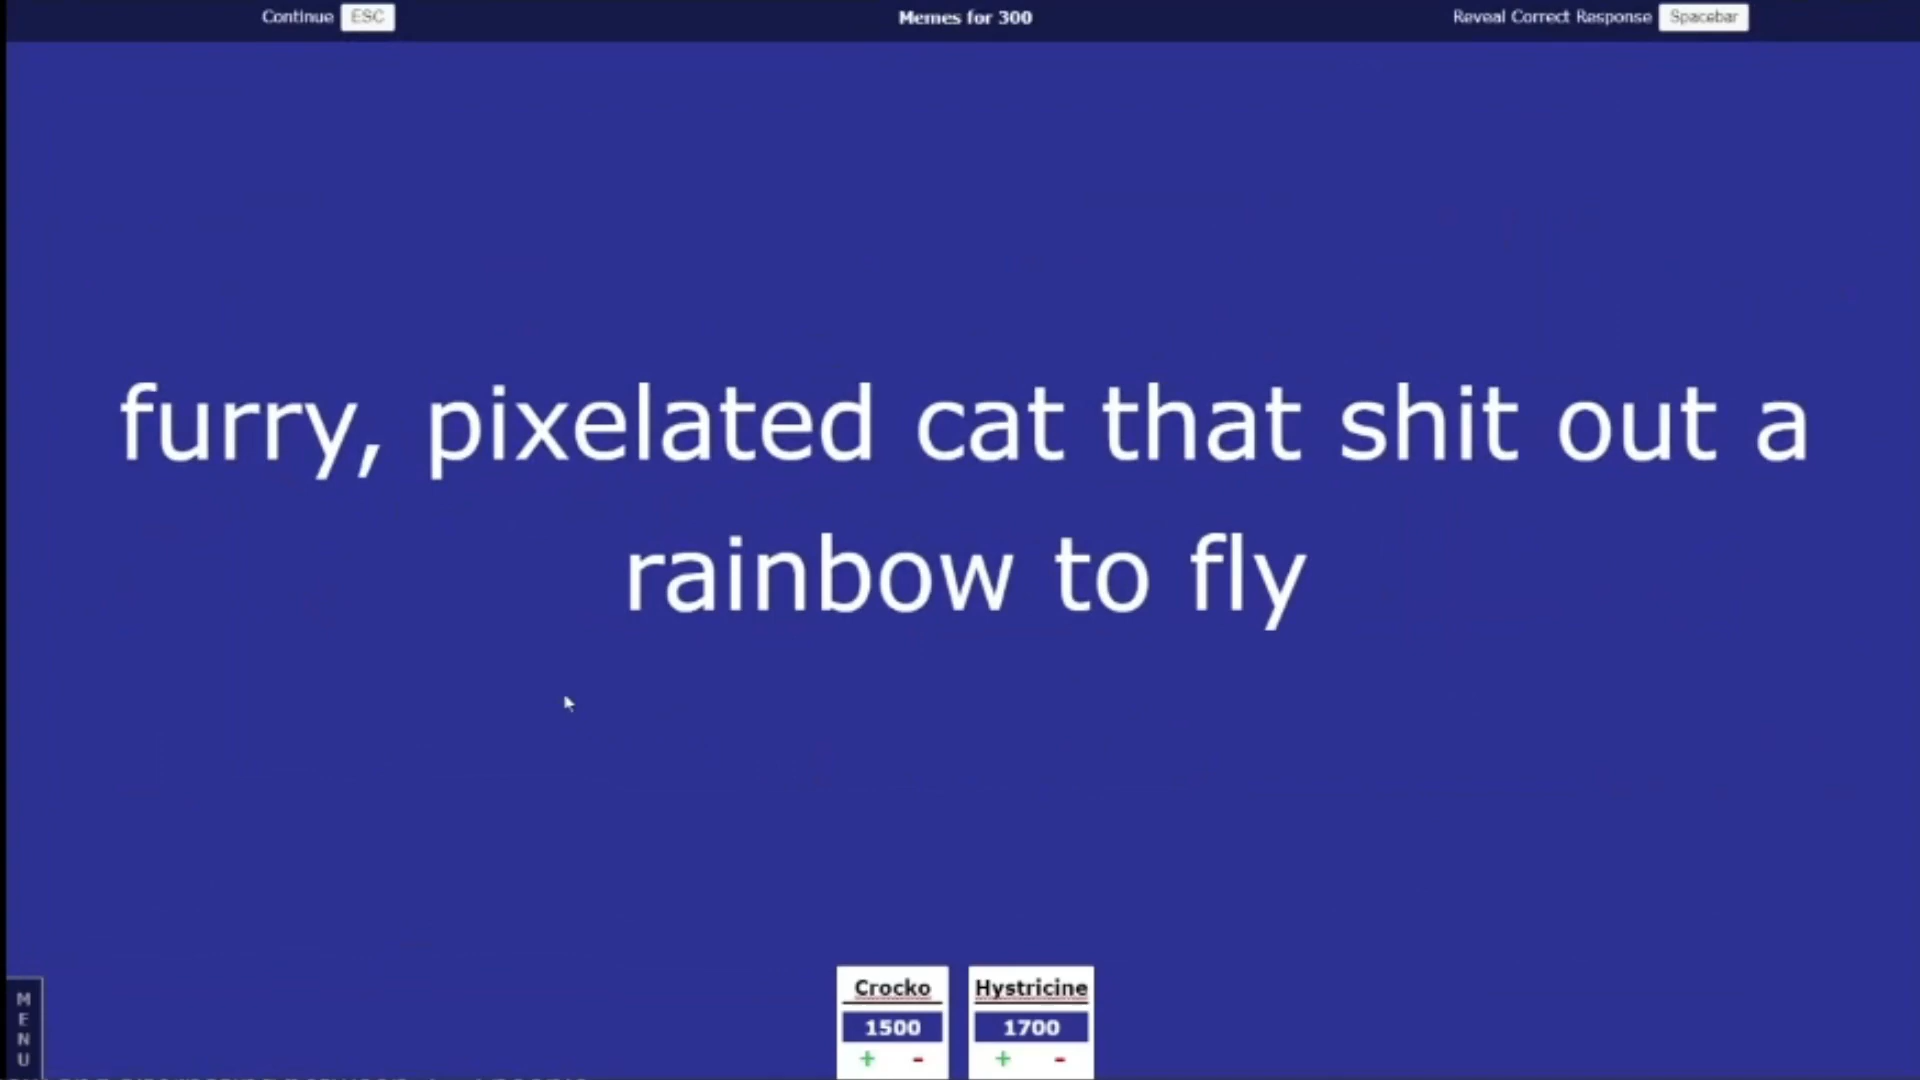 Continue ESC
Memes for 300
Reveal Correct Response Spacebar
furry, pixelated cat that shit out a
rainbow to fly
MENU
Crocko
1500
+ -
Hystricine
1700
+ -